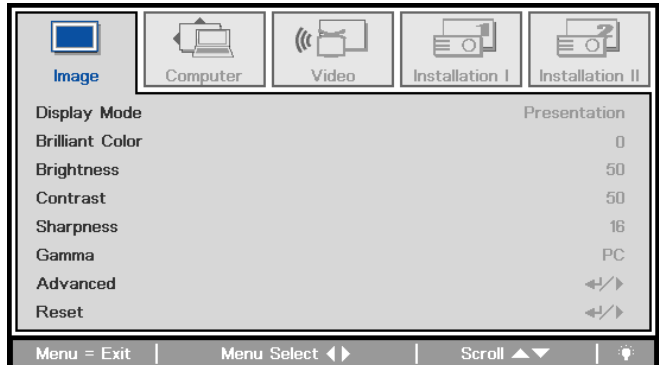 Image Computer Video Installation I Installation II
Display Mode Presentation
Brilliant Color 0
Brightness 50
Contrast 50
Sharpness 16
Gamma PC
Advanced
Reset
Menu = Exit Menu Select Scroll